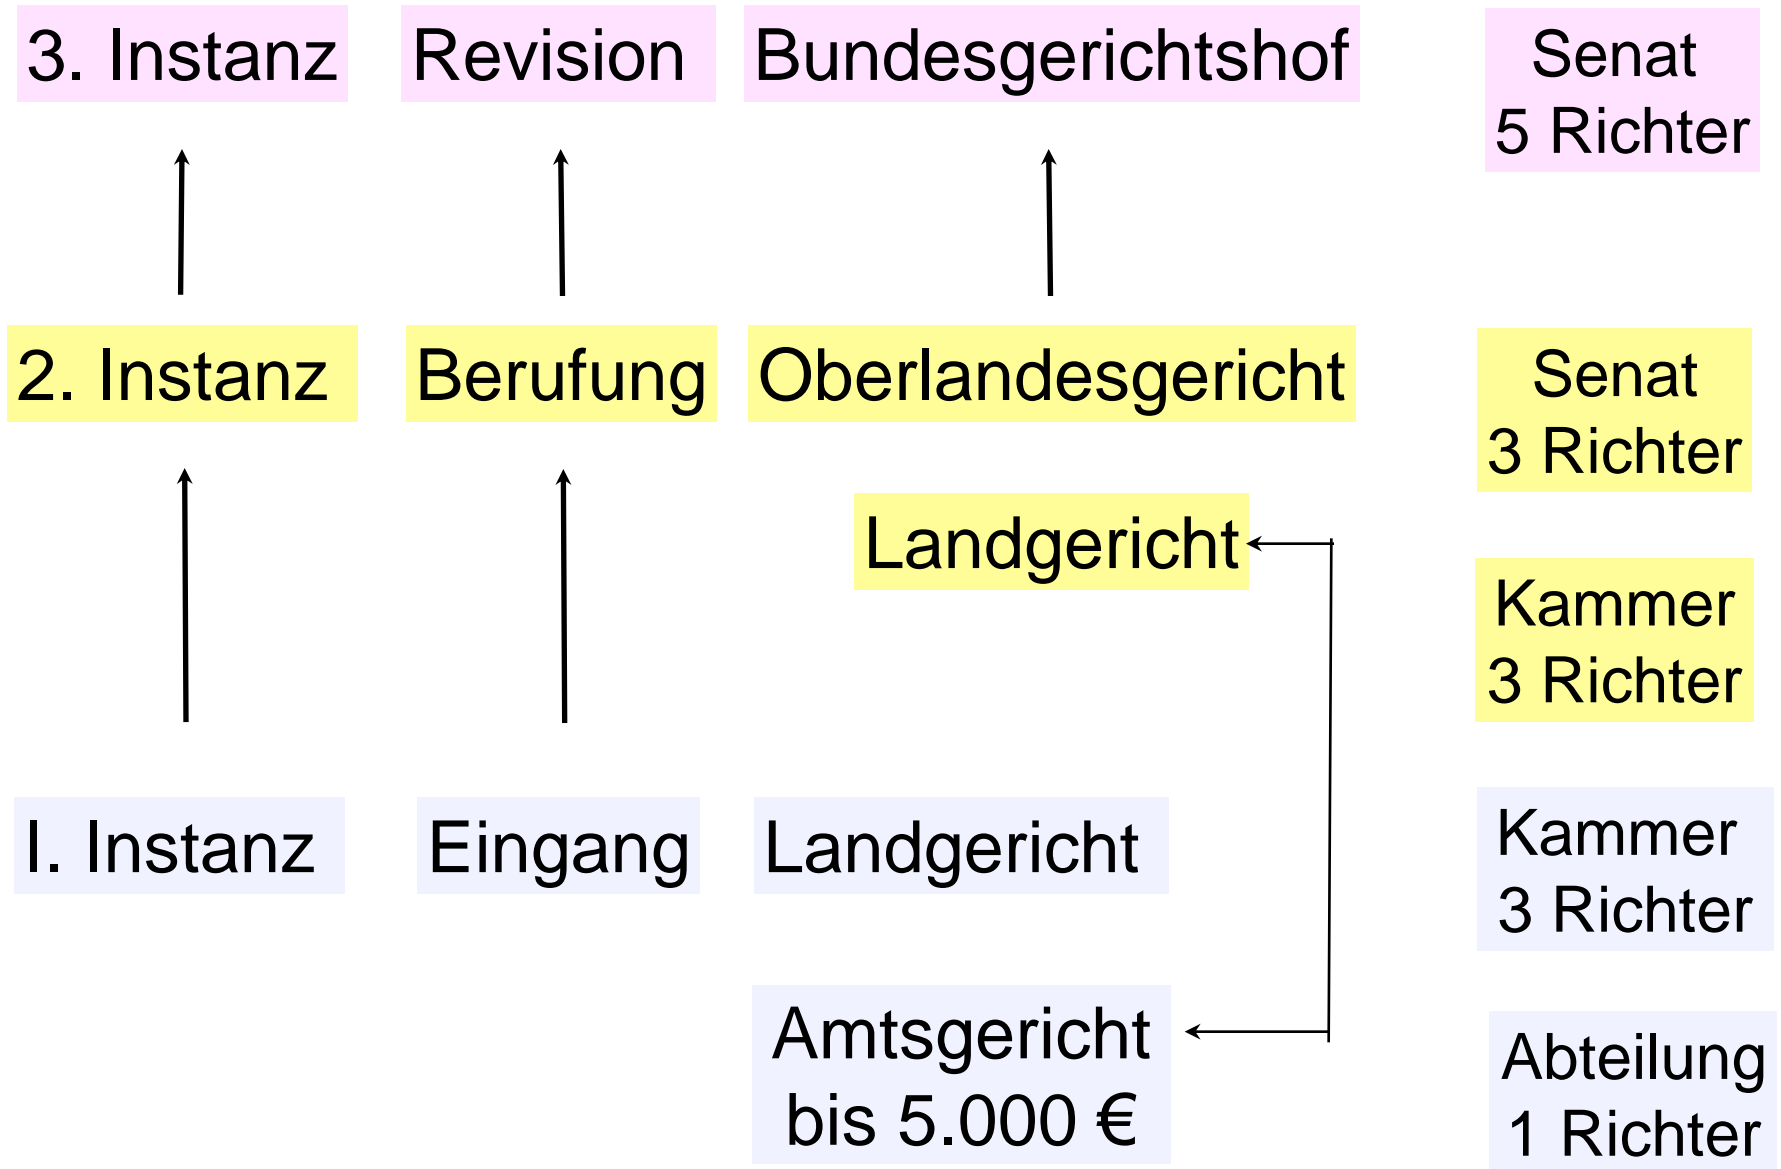 3. Instanz
Revision
Bundesgerichtshof
Senat
5 Richter
2. Instanz
Berufung
Oberlandesgericht
Senat
3 Richter
Landgericht
Kammer
3 Richter
I. Instanz
Eingang
Landgericht
Kammer
3 Richter
Amtsgericht
bis 5.000 €
Abteilung
1 Richter